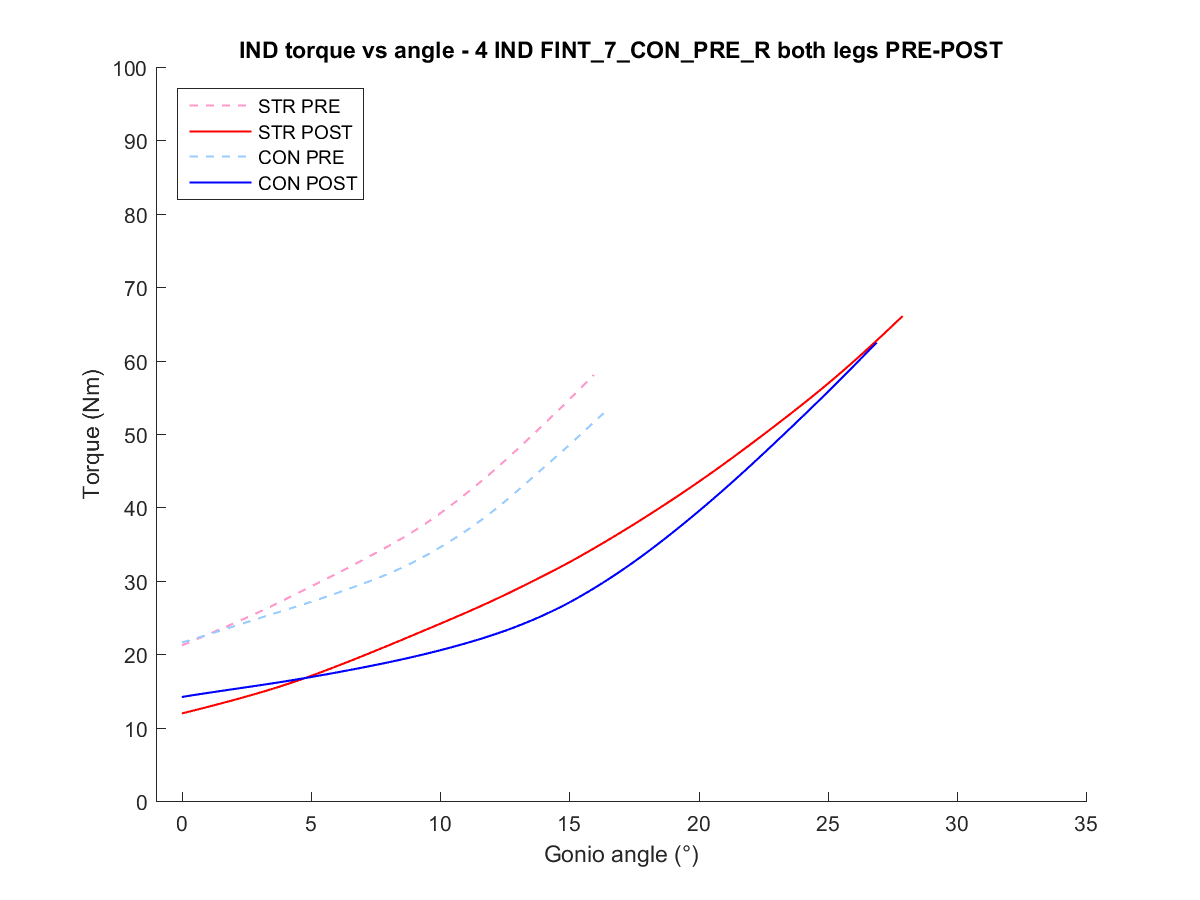 IND torque vs angle - 4 IND FINT_7_CON_PRE_R both legs PRE-POST
100
90
80
70
60
50
40
30
20
10
0
Torque (Nm)
STR PRE
STR POST
CON PRE
CON POST
0 5 10 15 20 25 30 35
Gonio angle (°)